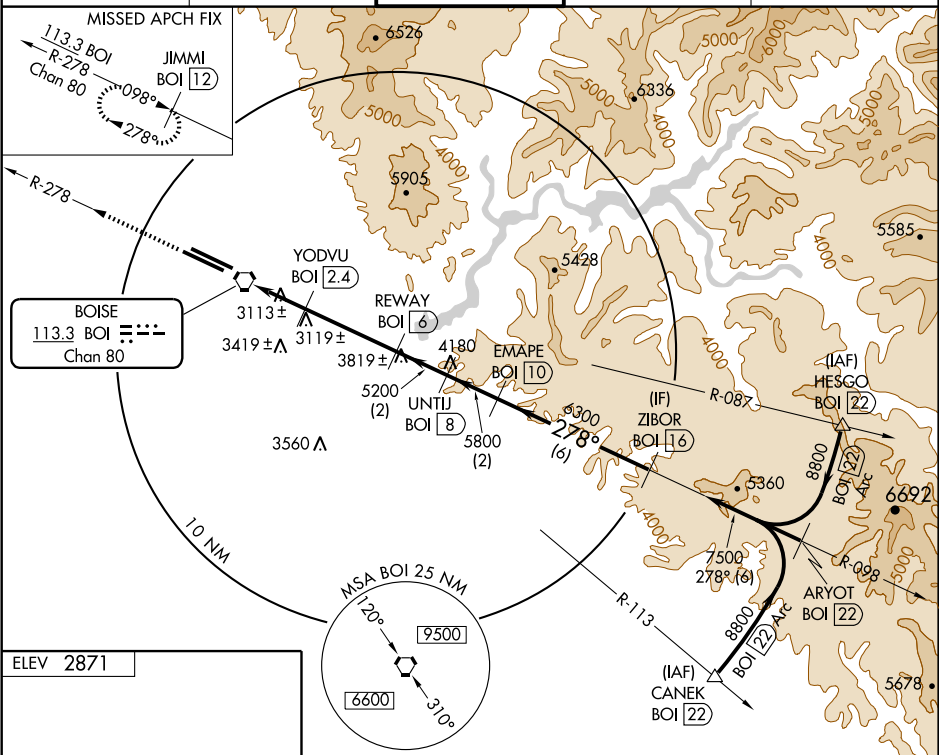 MISSED APCH FIX
113.3 BOI
R-278
Chan 80
098°
278°
JIMMI
BOI 12
6526
5000
4000
5905
6336
5000
4000
5000
6000
5000
4000
5585
4000
R-278
YODVU
BOI 2.4
BOISE
113.3 BOI
Chan 80
3113 ±
3419 ±
3119 ±
REWAY
BOI 6
3819 ±
4180
5200
(2)
UNTIJ
BOI 8
EMAPE
BOI 10
5800
(2)
5428
4000
6300
278°
(6)
(IF)
ZIBOR
BOI 16
R-087
(IAF)
HESGO
BOI 22
8800
BOI 22 Arc
6692
5360
3560
4000
7500
278° (6)
ARYOT
BOI 22
R-098
5000
10 NM
R-113
8800
BOI 22 Arc
(IAF)
CANEK
BOI 22
5678
MSA BOI 25 NM
120°
9500
6600
310°
ELEV 2871